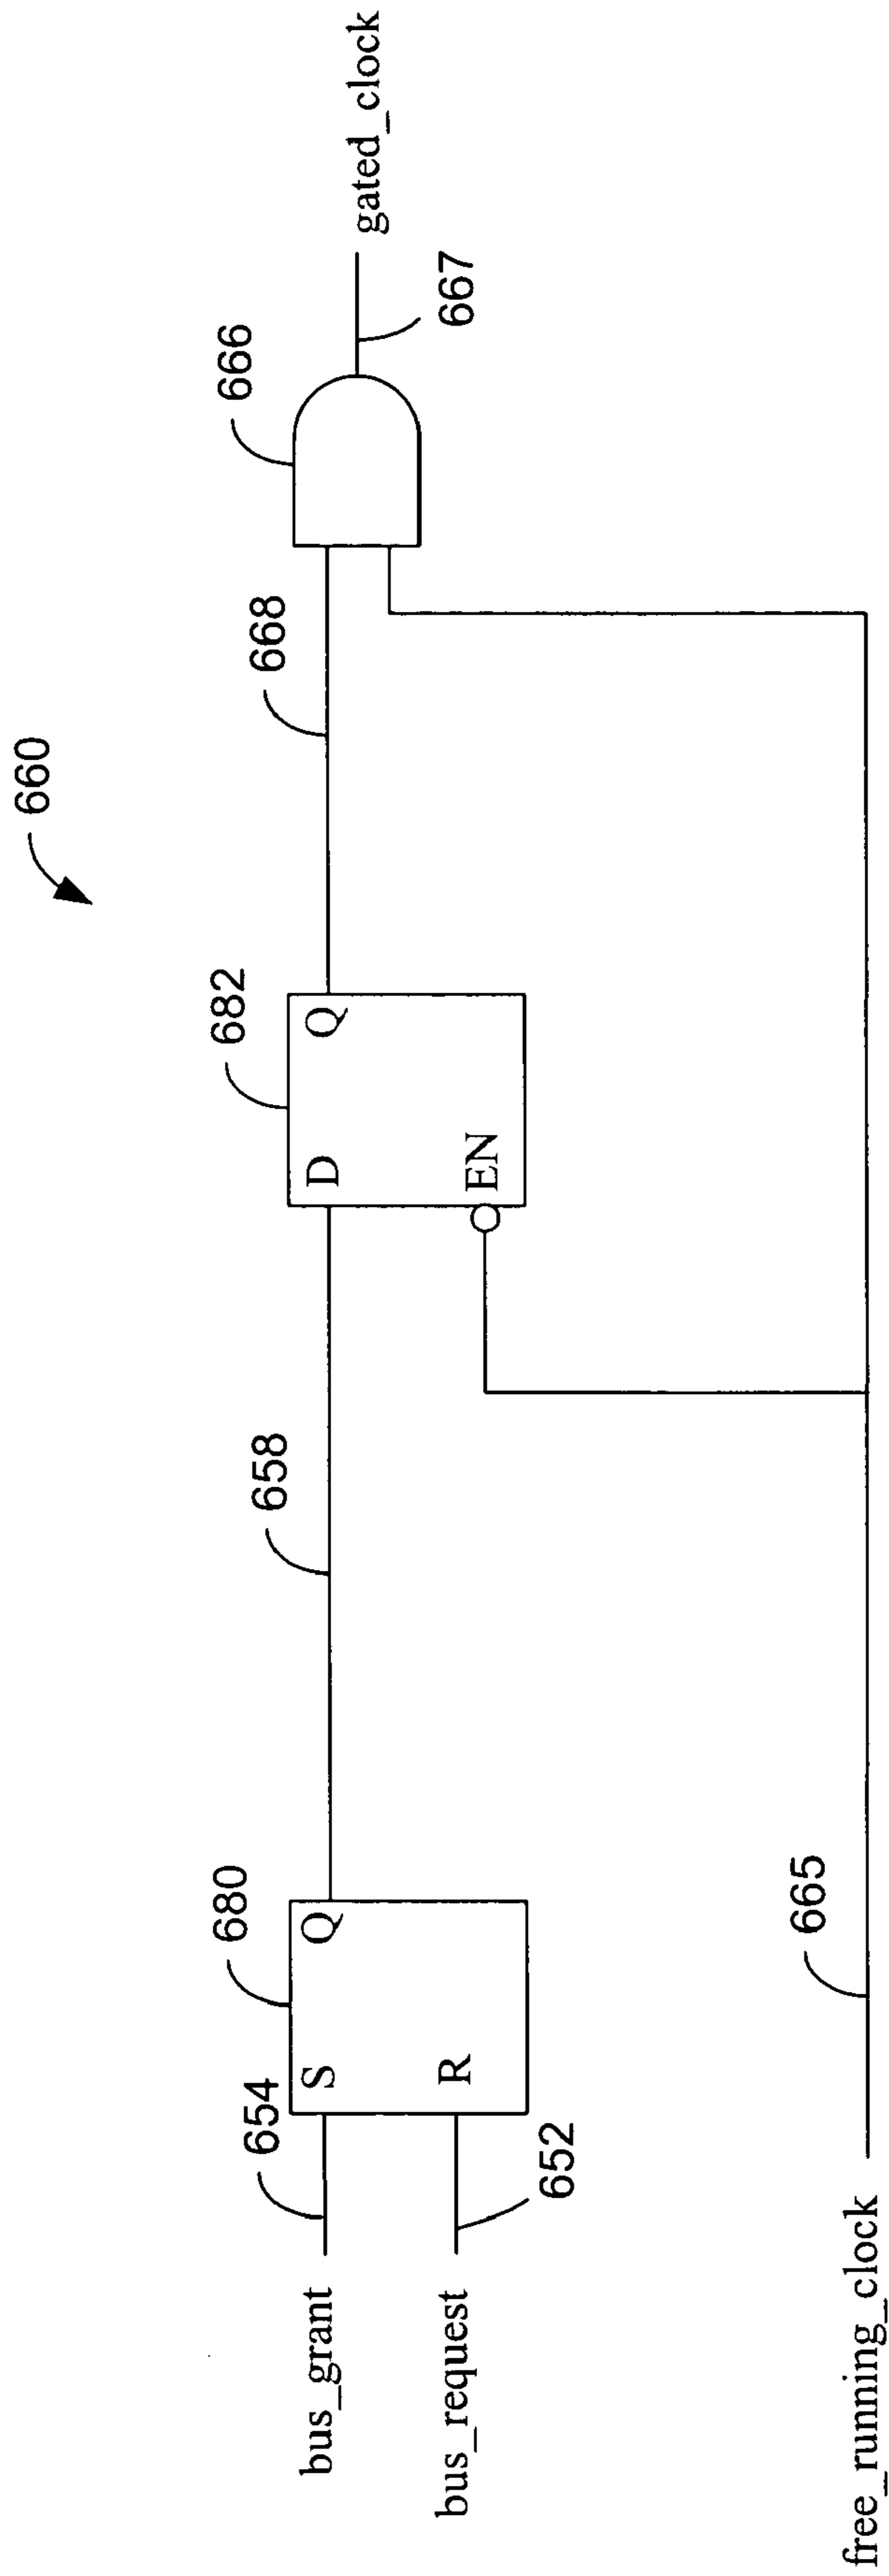 660
bus_grant
654
S
Q
680
658
D
Q
682
668
666
gated_clock
667
bus_request
652
R
EN
free_running_clock
665